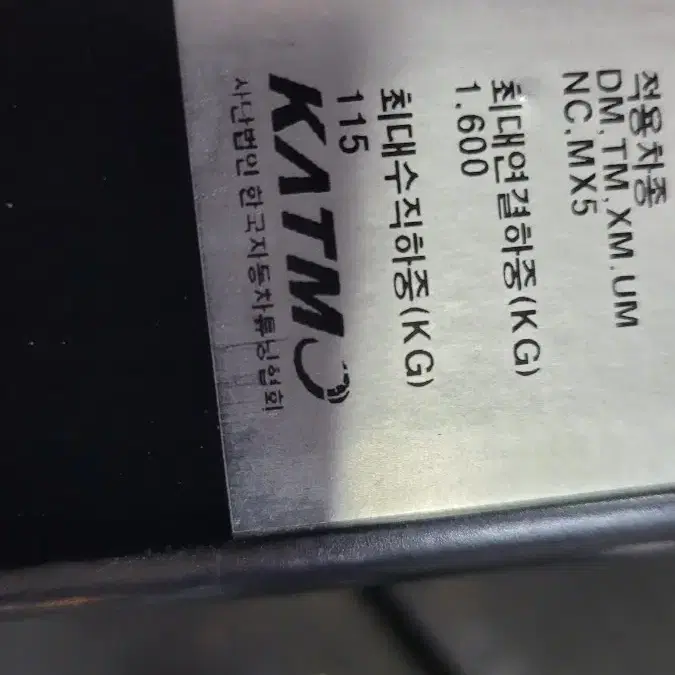 적용차종
DM.TM.XM.UM
NC.MX5
최대연결하중(KG)
1.600
최대수직하중(KG)
115
KATMO
사단법인 한국자동차튜닝협회